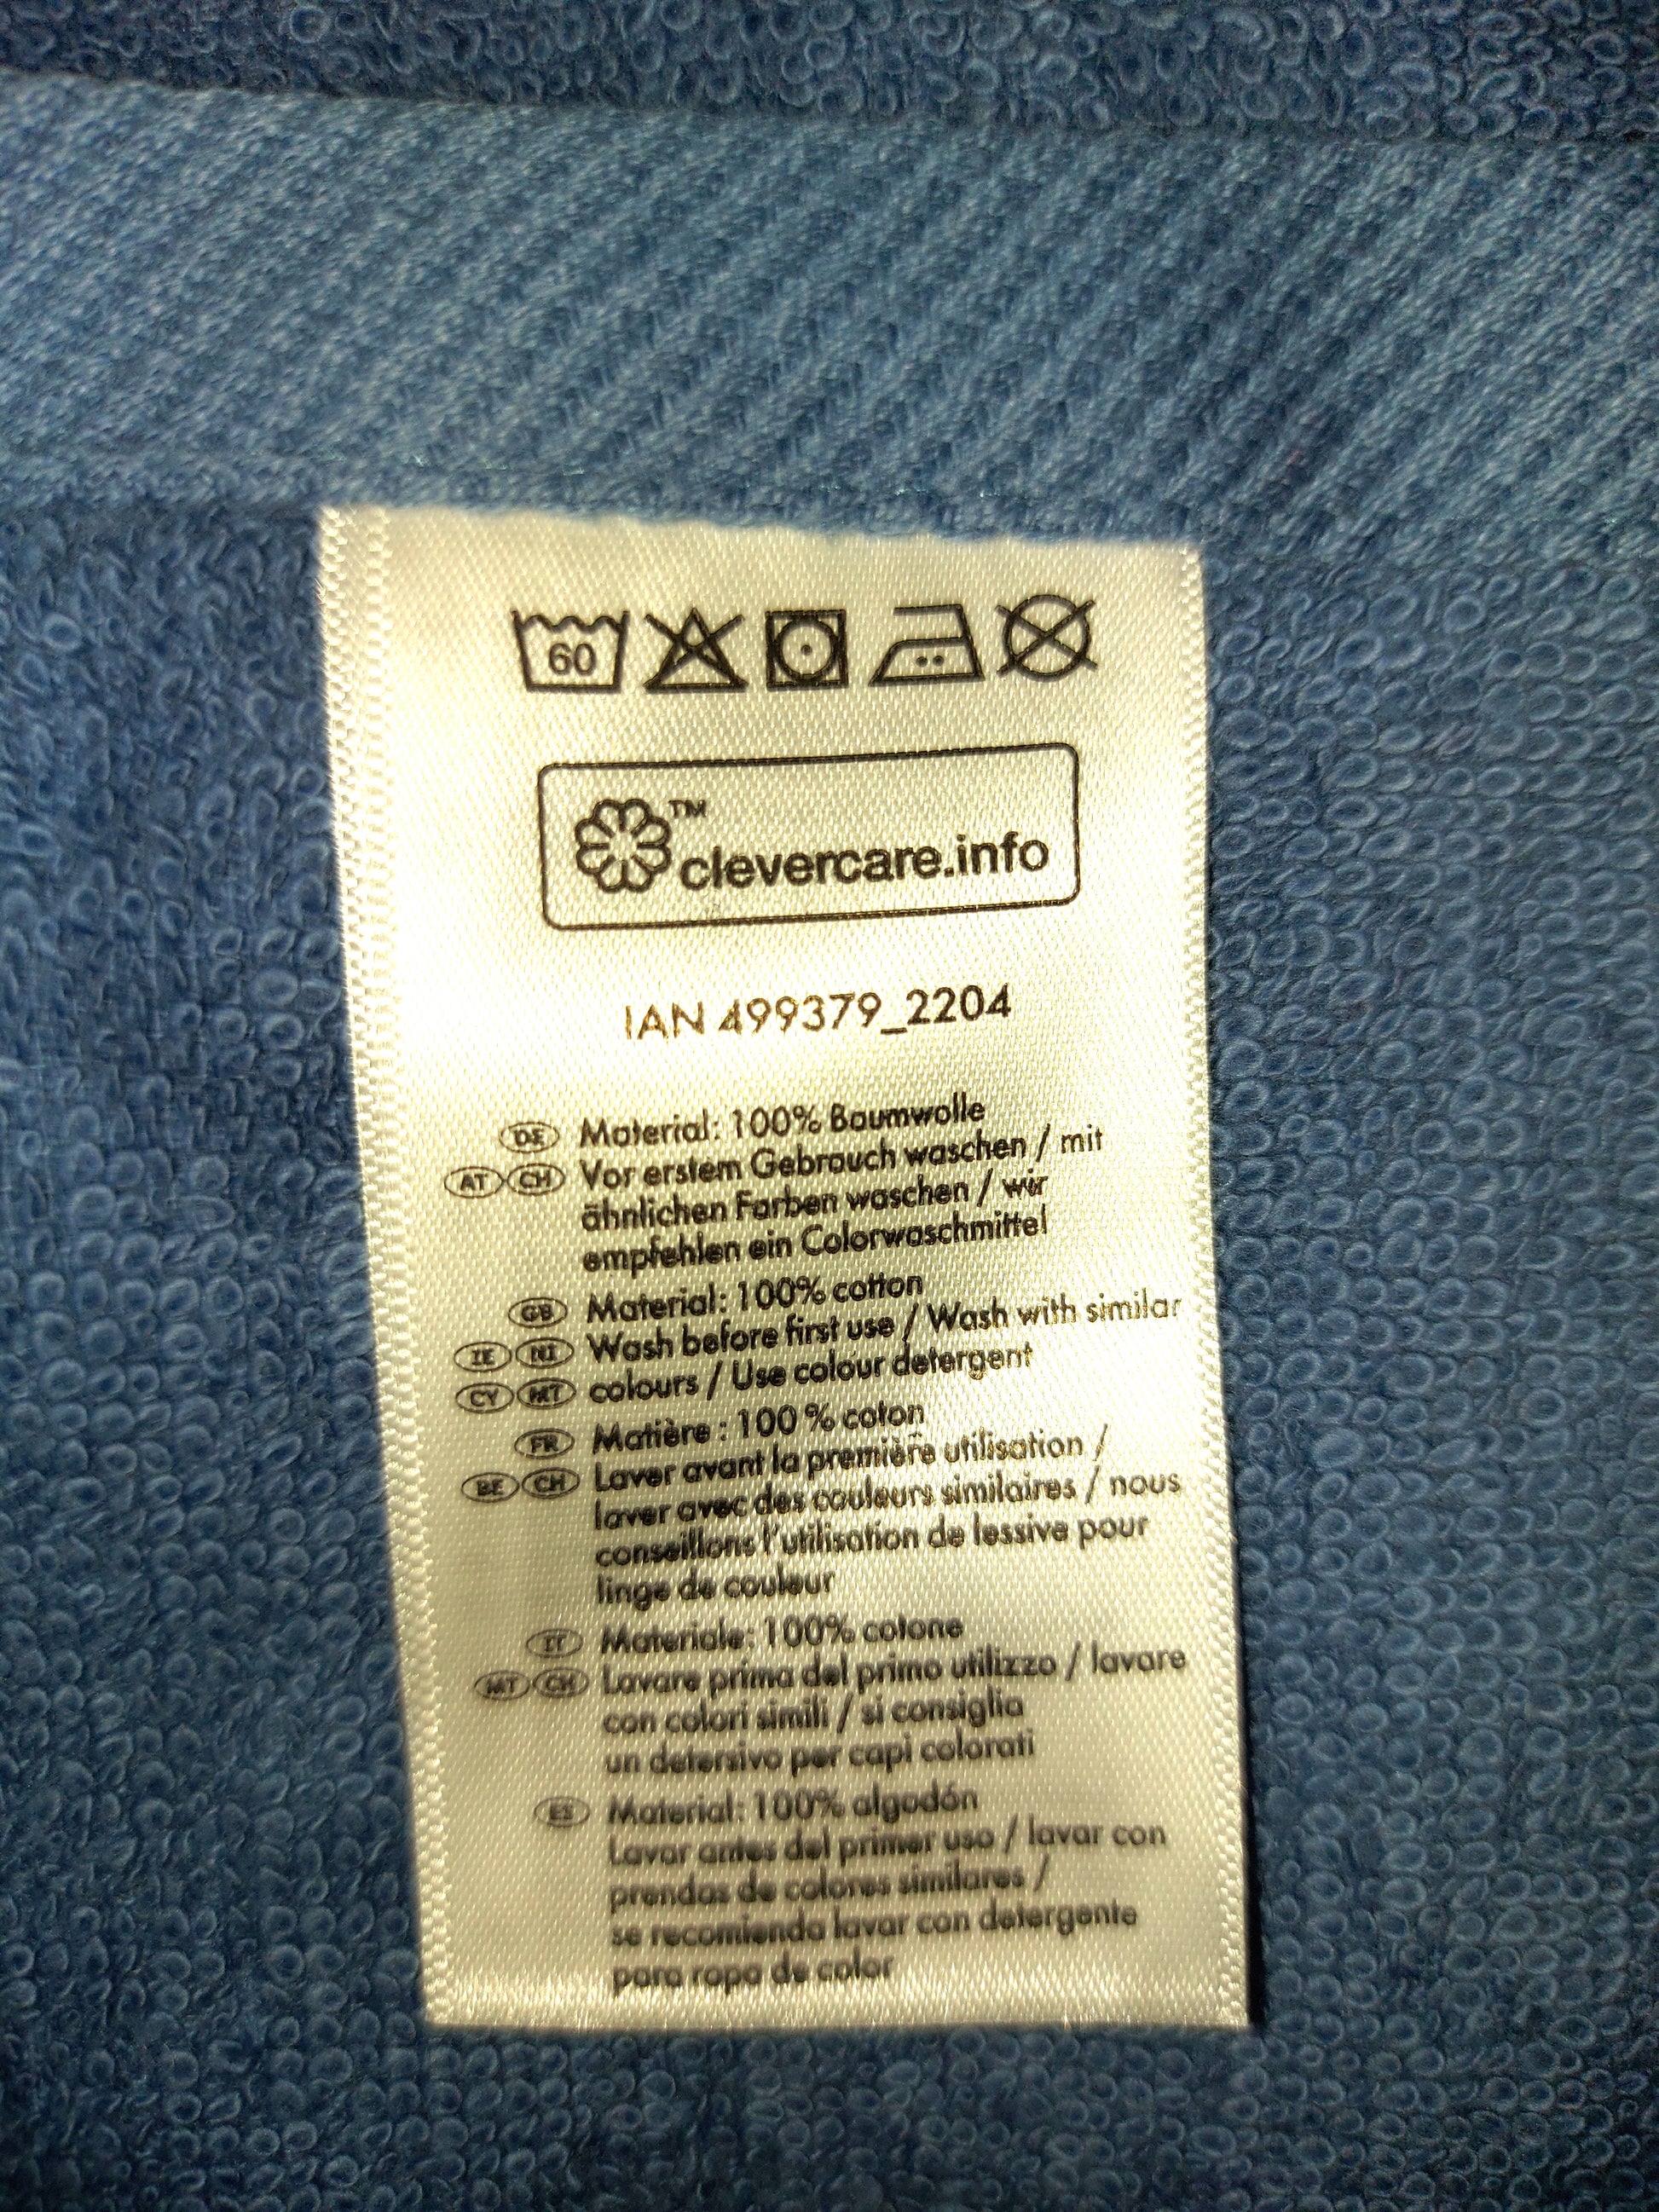 60
™
clevercare.info
IAN 499379_2204
DE Material: 100% Baumwolle
AT CH Vor erstem Gebrauch waschen / mit
ähnlichen Farben waschen / wir
empfehlen ein Colorwaschmittel
GB Material: 100% cotton
IE NI Wash before first use / Wash with similar
CY MT colours / Use colour detergent
FR Matière : 100 % coton
BE CH Laver avant la première utilisation /
laver avec des couleurs similaires / nous
conseillons l'utilisation de lessive pour
linge de couleur
IT Materiale: 100% cotone
MT CH Lavare prima del primo utilizzo / lavare
con colori simili / si consiglia
un detersivo per capi colorati
ES Material: 100% algodón
Lavar antes del primer uso / lavar con
prendas de colores similares /
se recomienda lavar con detergente
para ropa de color